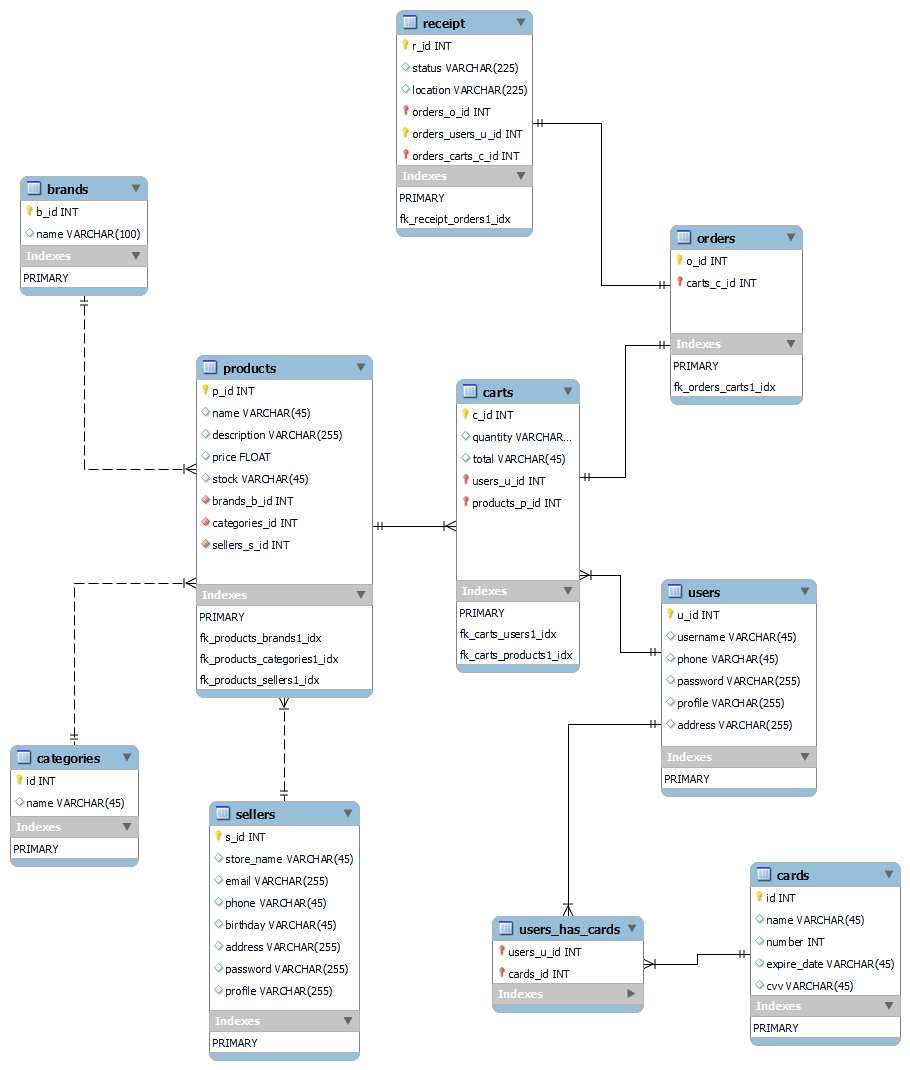 receipt
r_id INT
status VARCHAR(225)
location VARCHAR(225)
orders_o_id INT
orders_users_u_id INT
orders_carts_c_id INT
Indexes
PRIMARY
fk_receipt_orders1_idx
brands
b_id INT
name VARCHAR(100)
Indexes
PRIMARY
orders
o_id INT
carts_c_id INT
Indexes
PRIMARY
fk_orders_carts1_idx
products
p_id INT
name VARCHAR(45)
description VARCHAR(255)
price FLOAT
stock VARCHAR(45)
brands_b_id INT
categories_id INT
sellers_s_id INT
Indexes
PRIMARY
fk_products_brands1_idx
fk_products_categories1_idx
fk_products_sellers1_idx
carts
c_id INT
quantity VARCHAR...
total VARCHAR(45)
users_u_id INT
products_p_id INT
Indexes
PRIMARY
fk_carts_users1_idx
fk_carts_products1_idx
users
u_id INT
username VARCHAR(45)
phone VARCHAR(45)
password VARCHAR(255)
profile VARCHAR(255)
address VARCHAR(255)
Indexes
PRIMARY
categories
id INT
name VARCHAR(45)
Indexes
PRIMARY
sellers
s_id INT
store_name VARCHAR(45)
email VARCHAR(255)
phone VARCHAR(45)
birthday VARCHAR(45)
address VARCHAR(255)
password VARCHAR(255)
profile VARCHAR(255)
Indexes
PRIMARY
users_has_cards
users_u_id INT
cards_id INT
Indexes
cards
id INT
name VARCHAR(45)
number INT
expire_date VARCHAR(45)
cvv VARCHAR(45)
Indexes
PRIMARY